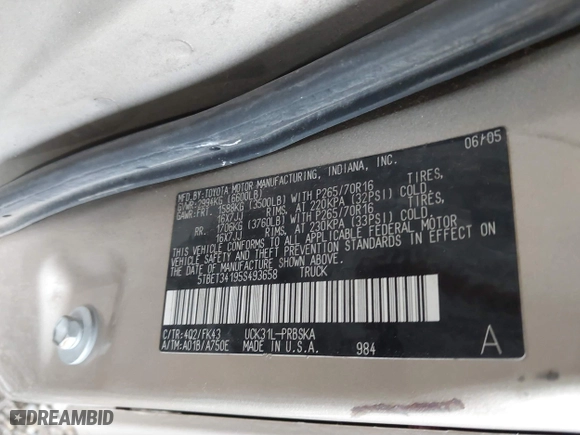 06/05
MFD.BY:TOYOTA MOTOR MANUFACTURING, INDIANA, INC.
GVWR:2994KG (6600LB)
GAWR:FRT. 1588KG (3500LB) WITH P265/70R16 TIRES,
16X7JJ RIMS, AT 220KPA (32PSI) COLD.
RR. 1706KG (3760LB) WITH P265/70R16 TIRES,
16X7JJ RIMS, AT 230KPA (33PSI) COLD.
THIS VEHICLE CONFORMS TO ALL APPLICABLE FEDERAL MOTOR
VEHICLE SAFETY AND THEFT PREVENTION STANDARDS IN EFFECT ON
THE DATE OF MANUFACTURE SHOWN ABOVE.
5TBET34195S493658 TRUCK
C/TR:4Q2/FK43 UCK31L-PRBSKA
A/TM:A01B/A750E MADE IN U.S.A. 984 A
DREAMBID